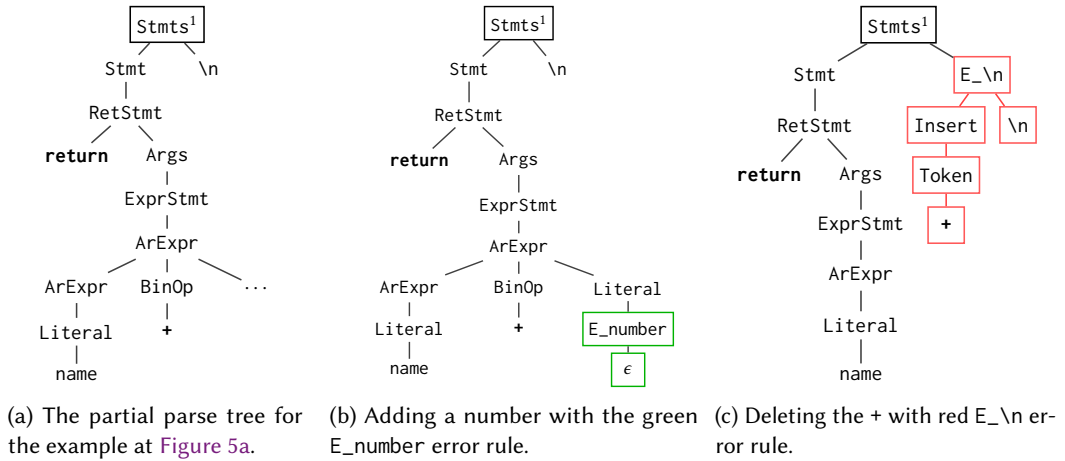 Stmts¹
Stmt \n
RetStmt
return Args
ExprStmt
ArExpr
ArExpr BinOp ...
Literal +
name
(a) The partial parse tree for
the example at Figure 5a.
Stmts¹
Stmt \n
RetStmt
return Args
ExprStmt
ArExpr
ArExpr BinOp Literal
Literal + E_number
name ϵ
(b) Adding a number with the green
E_number error rule.
Stmts¹
Stmt E_\n
RetStmt Insert \n
return Args Token
ExprStmt +
ArExpr
Literal
name
(c) Deleting the + with red E_\n er-
ror rule.